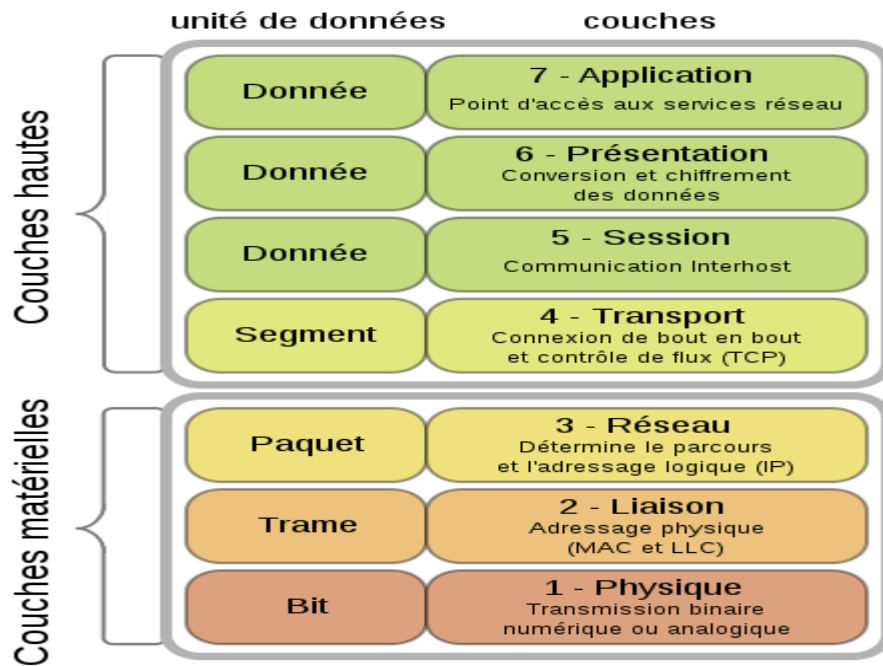 unité de données couches
Couches hautes
Donnée
7 - Application
Point d'accès aux services réseau
Donnée
6 - Présentation
Conversion et chiffrement
des données
Donnée
5 - Session
Communication Interhost
Segment
4 - Transport
Connexion de bout en bout
et contrôle de flux (TCP)
Couches matérielles
Paquet
3 - Réseau
Détermine le parcours
et l'adressage logique (IP)
Trame
2 - Liaison
Adressage physique
(MAC et LLC)
Bit
1 - Physique
Transmission binaire
numérique ou analogique